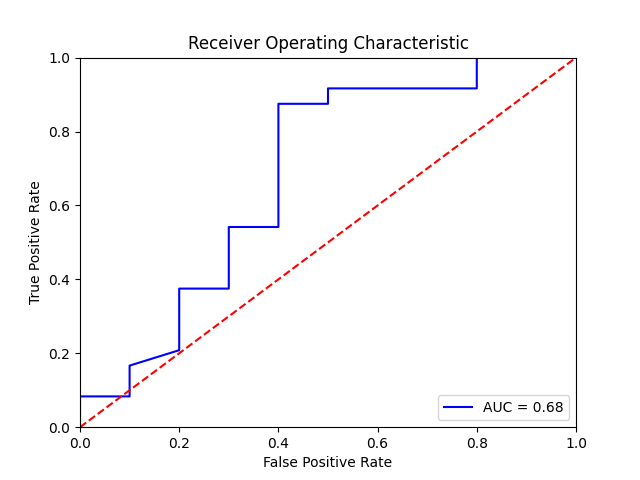 Receiver Operating Characteristic
1.0
0.8
0.6
0.4
0.2
0.0
True Positive Rate
AUC = 0.68
0.0 0.2 0.4 0.6 0.8 1.0
False Positive Rate